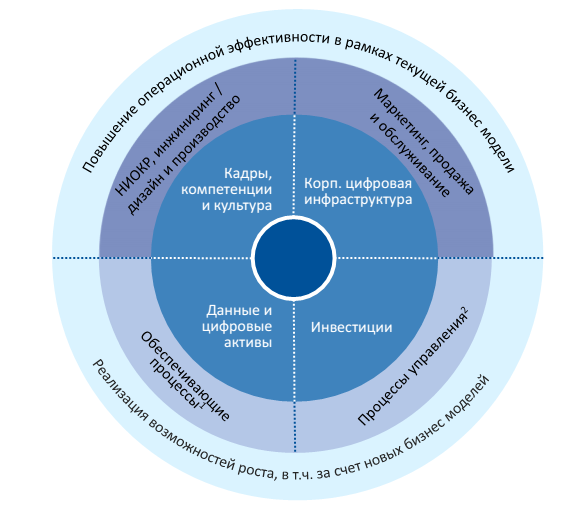 Повышение операционной эффективности в рамках текущей бизнес модели
НИОКР, инжиниринг /
дизайн и производство
Маркетинг, продажа
и обслуживание
Кадры,
компетенции
и культура
Корп. цифровая
инфраструктура
Данные и
цифровые
активы
Инвестиции
Обеспечивающие
процессы¹
Процессы управления²
Реализация возможностей роста, в т.ч. за счет новых бизнес моделей